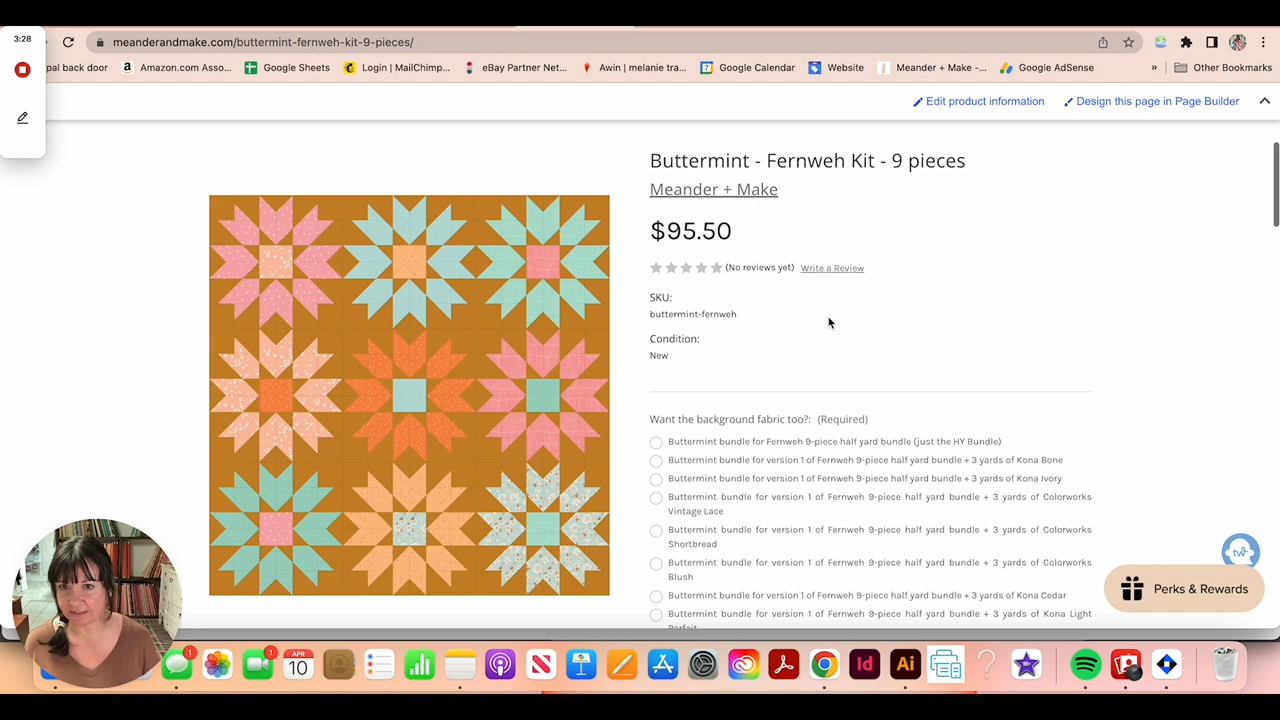 3:28
meanderandmake.com/buttermint-fernweh-kit-9-pieces/
pal back door
Amazon.com Asso...
Google Sheets
Login | MailChimp...
eBay Partner Net...
Awin | melanie tra...
7
Google Calendar
Website
Meander + Make -...
Google AdSense
»
Other Bookmarks
Edit product information
Design this page in Page Builder
Buttermint - Fernweh Kit - 9 pieces
Meander + Make
$95.50
(No reviews yet) Write a Review
SKU:
buttermint-fernweh
Condition:
New
Want the background fabric too?: (Required)
Buttermint bundle for Fernweh 9-piece half yard bundle (just the HY Bundle)
Buttermint bundle for version 1 of Fernweh 9-piece half yard bundle + 3 yards of Kona Bone
Buttermint bundle for version 1 of Fernweh 9-piece half yard bundle + 3 yards of Kona Ivory
Buttermint bundle for version 1 of Fernweh 9-piece half yard bundle + 3 yards of Colorworks
Vintage Lace
Buttermint bundle for version 1 of Fernweh 9-piece half yard bundle + 3 yards of Colorworks
Shortbread
Buttermint bundle for version 1 of Fernweh 9-piece half yard bundle + 3 yards of Colorworks
Blush
Buttermint bundle for version 1 of Fernweh 9-piece half yard bundle + 3 yards of Kona Cedar
Buttermint bundle for version 1 of Fernweh 9-piece half yard bundle + 3 yards of Kona Light
Parfait
Perks & Rewards
1
1
APR
10
Id
Ai